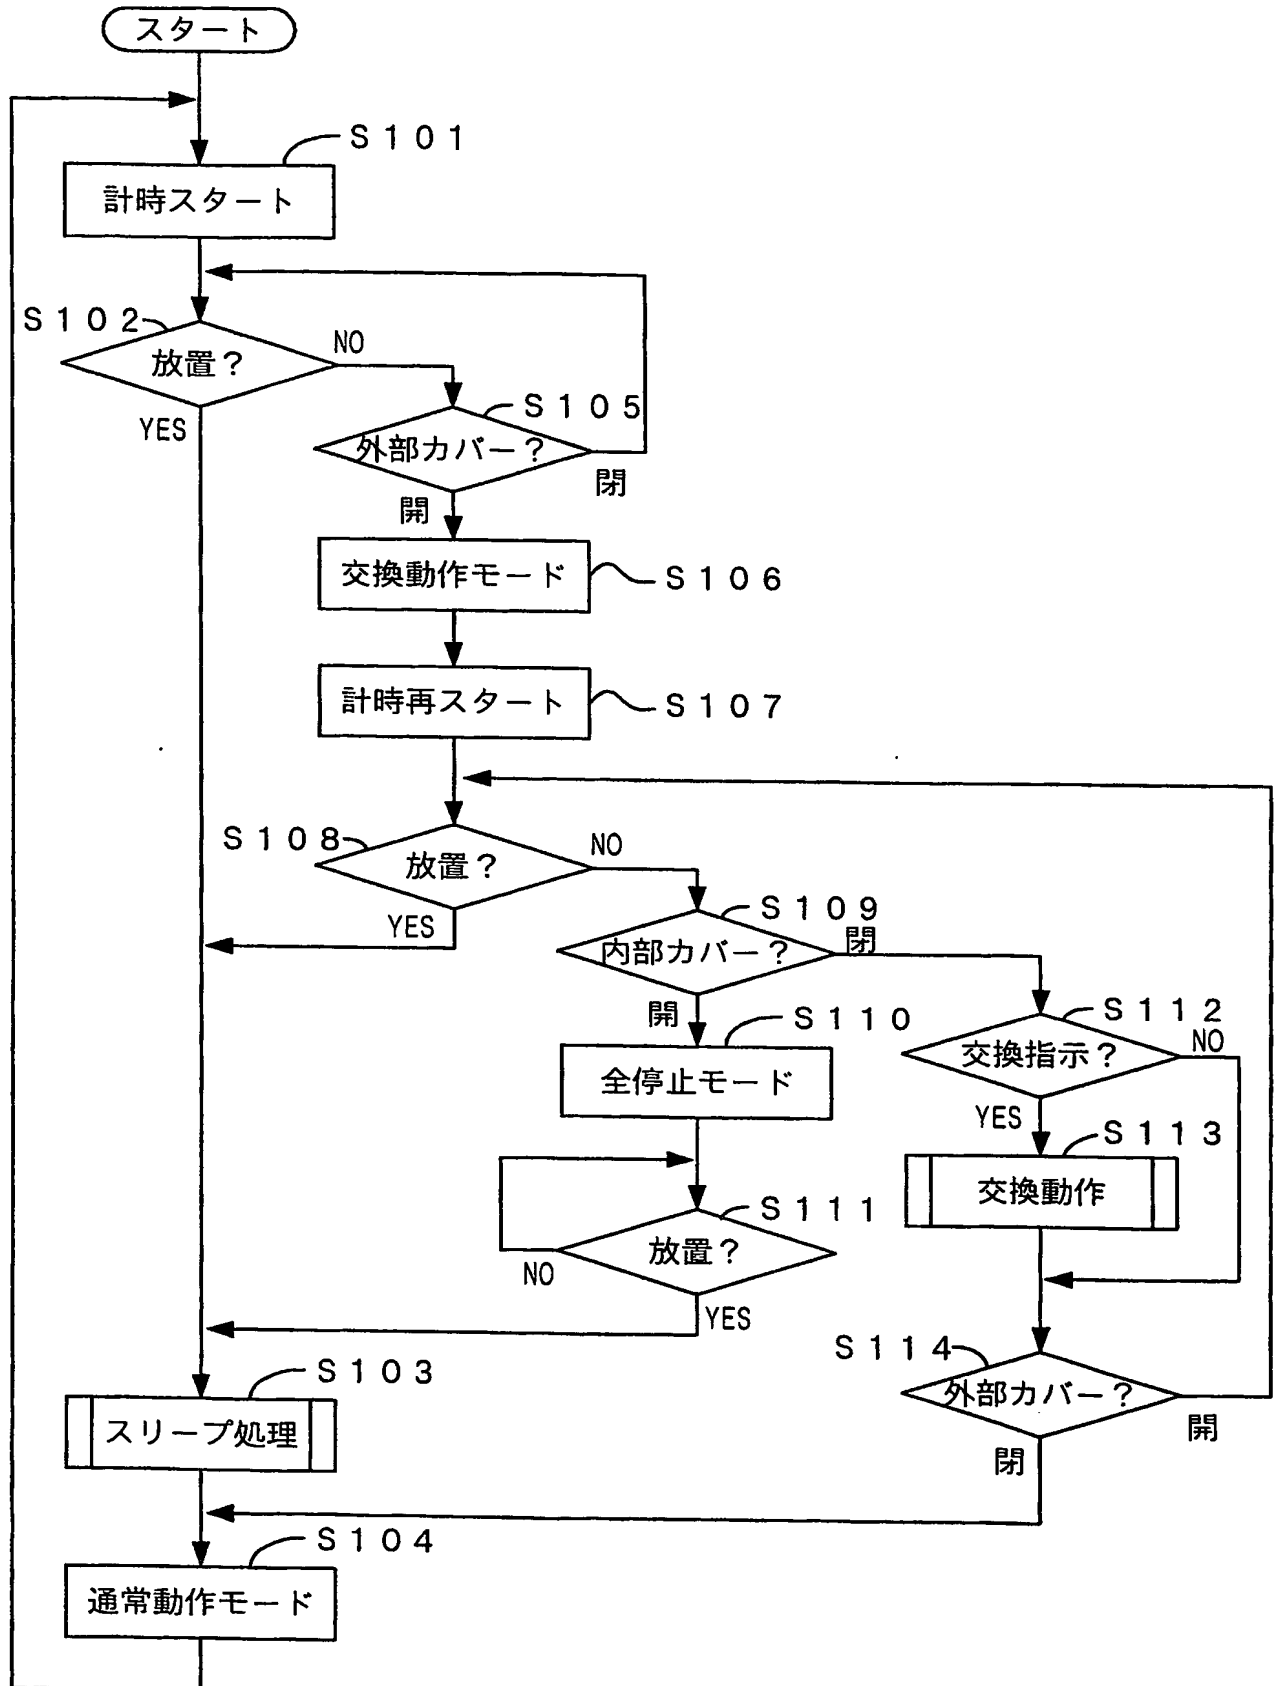 スタート
S101
計時スタート
S102
放置?
NO
YES
S105
外部カバー?
閉
開
交換動作モード
S106
計時再スタート
S107
S108
放置?
NO
YES
S109
内部カバー?
閉
開
S110
全停止モード
S112
交換指示?
NO
YES
S113
交換動作
S111
放置?
NO
YES
S114
外部カバー?
開
閉
S103
スリープ処理
S104
通常動作モード